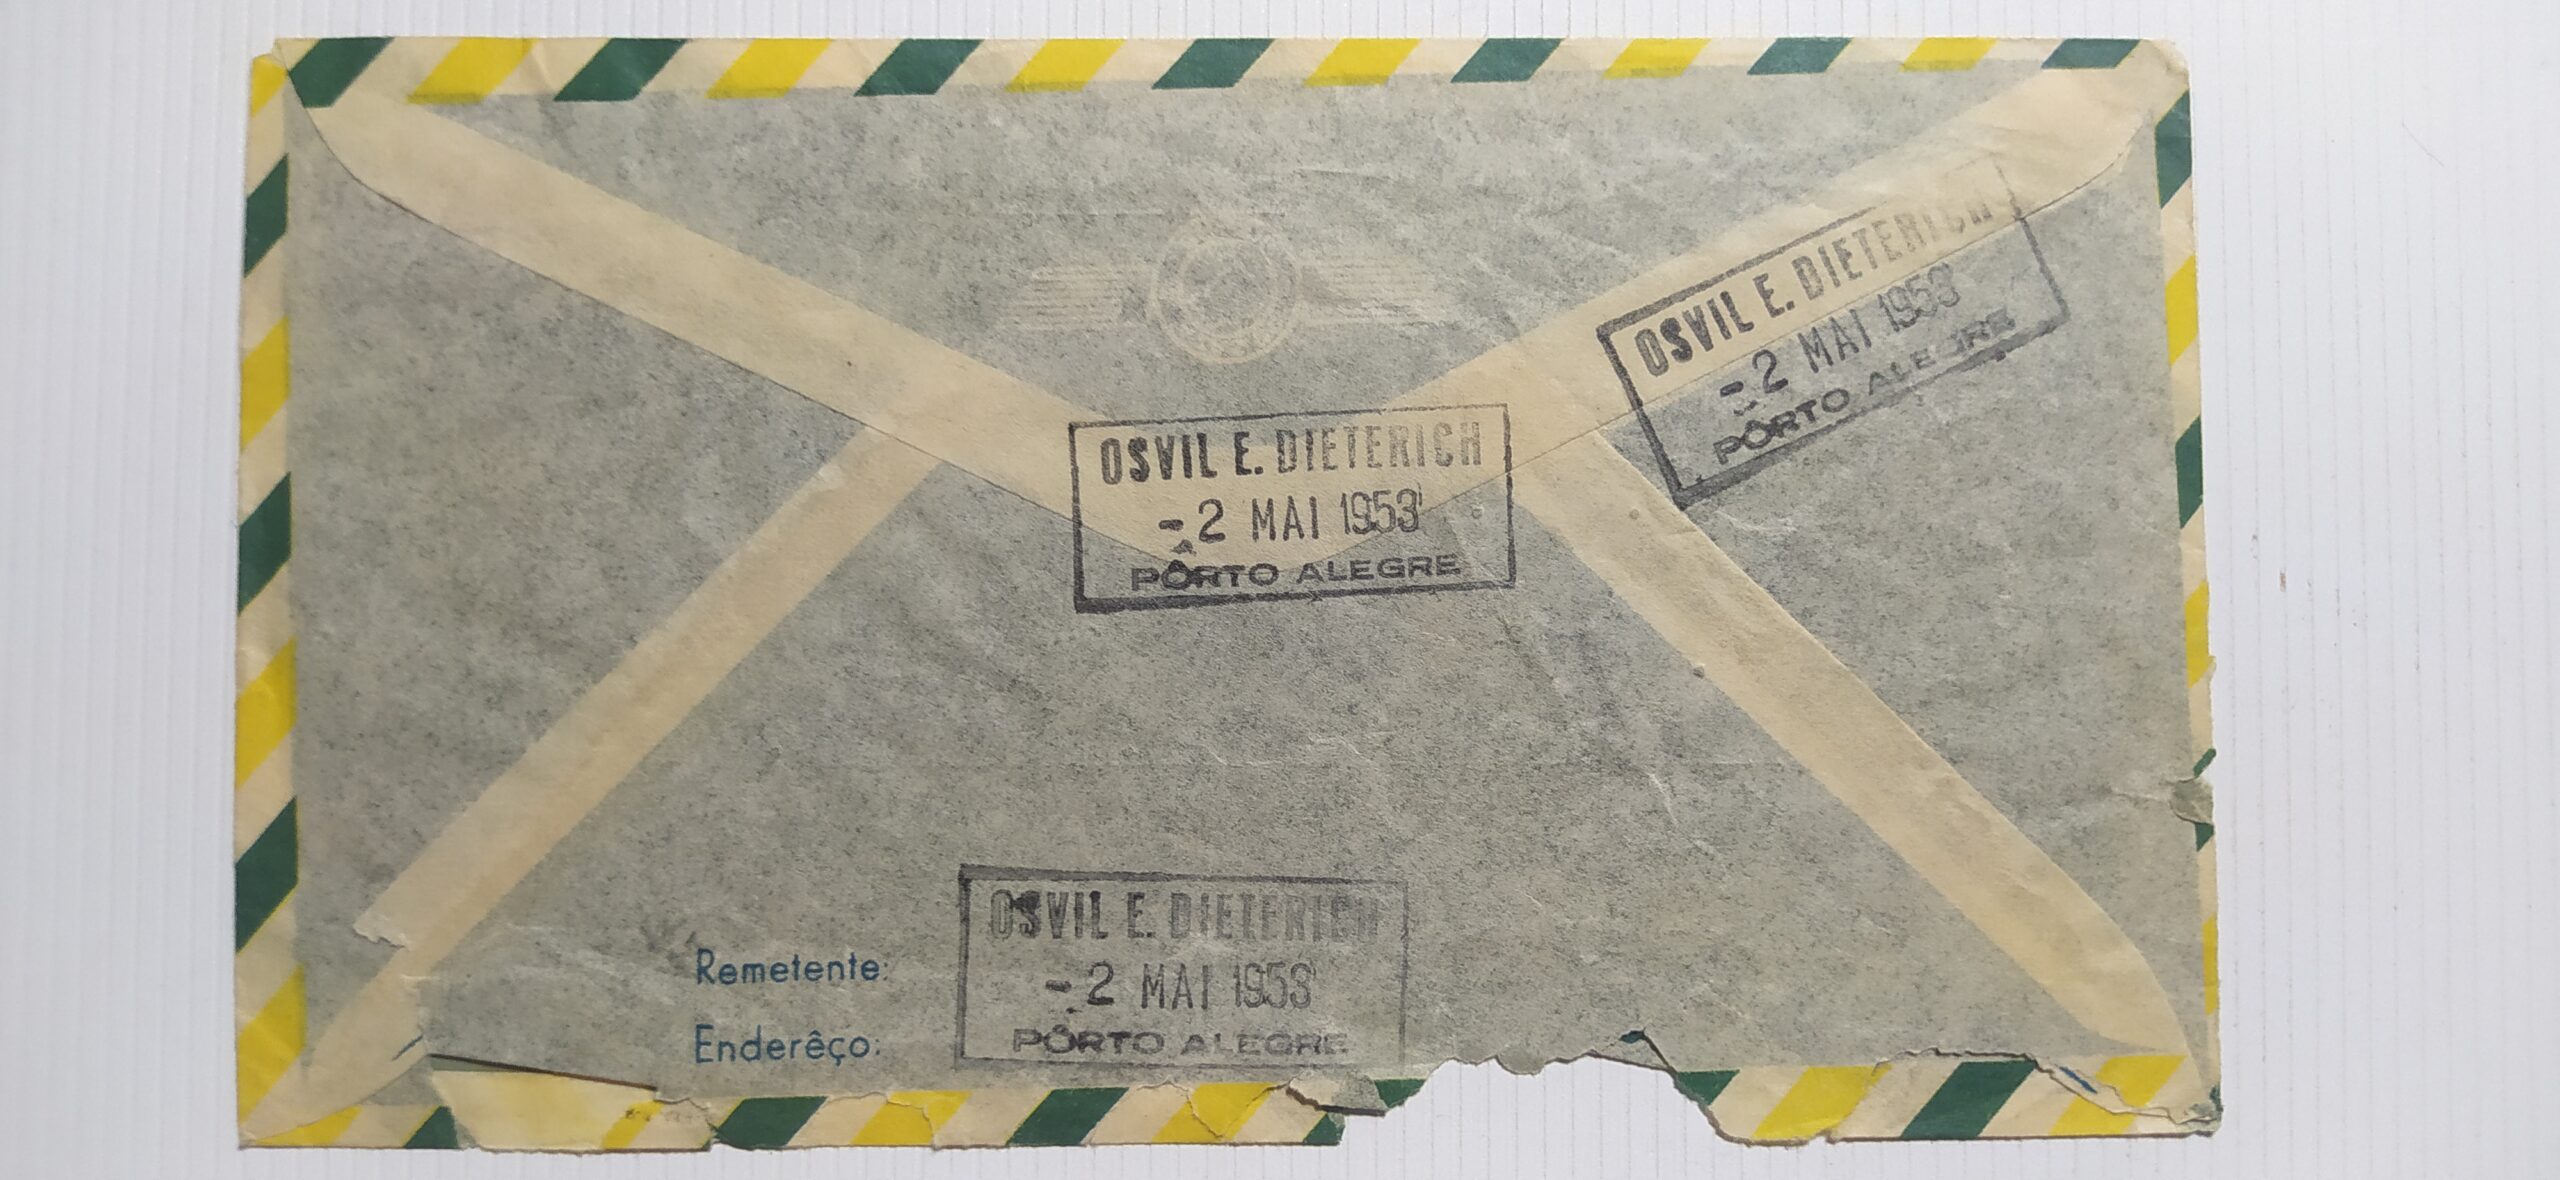 OSVIL E. DIETERICH
-2 MAI 1953
PÔRTO ALEGRE
OSVIL E. DIETERICH
-2 MAI 1953
PÔRTO ALEGRE
Remetente:
Enderêço:
OSVIL E. DIETERICH
-2 MAI 1953
PÔRTO ALEGRE